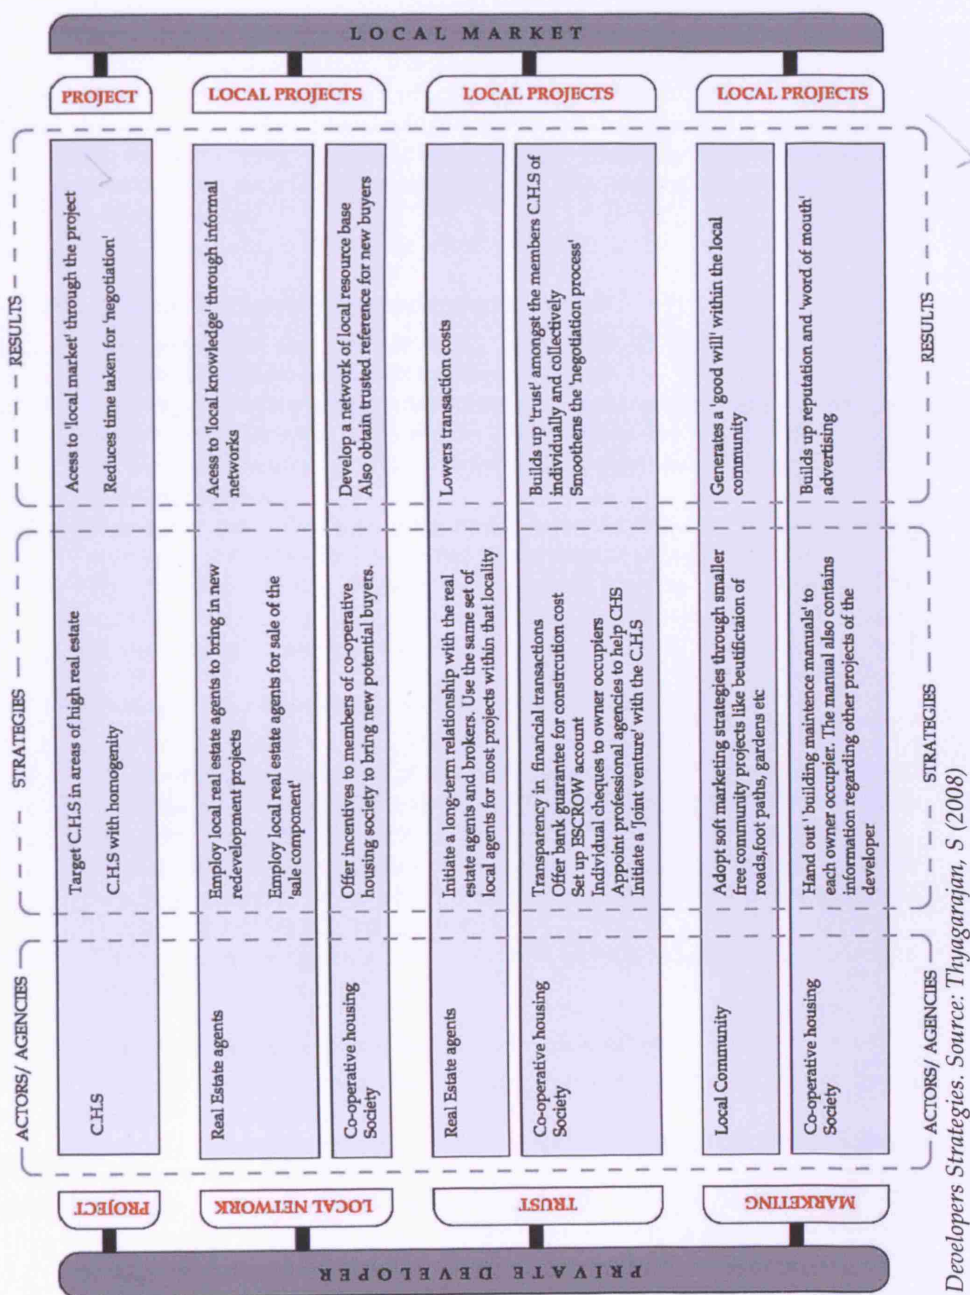 PRIVATE DEVELOPER
PROJECT
LOCAL NETWORK
TRUST
MARKETING
ACTORS/ AGENCIES
STRATEGIES
RESULTS
C.H.S
Target C.H.S in areas of high real estate
C.H.S with homogenity
Acess to 'local market' through the project
Reduces time taken for 'negotiation'
PROJECT
Real Estate agents
Employ local real estate agents to bring in new
redevelopment projects
Employ local real estate agents for sale of the
sale component'
Acess to 'local knowledge' through informal
networks
LOCAL PROJECTS
Co-operative housing
Society
Offer incentives to members of co-operative
housing society to bring new potential buyers.
Develop a network of local resource base
Also obtain trusted reference for new buyers
Real Estate agents
Initiate a long-term relationship with the real
estate agents and brokers. Use the same set of
local agents for most projects within that locality
Lowers transaction costs
LOCAL PROJECTS
Co-operative housing
Society
Transparency in financial transactions
Offer bank guarantee for constrcution cost
Set up ESCROW account
Individual cheques to owner occupiers
Appoint professional agencies to help CHS
Initiate a 'Joint venture' with the C.H.S
Builds up 'trust' amongst the members C.H.S of
individually and collectively
Smoothens the 'negotiation process'
Local Community
Adopt soft marketing strategies through smaller
free community projects like beutifictaion of
roads,foot paths, gardens etc
Generates a 'good will' within the local
community
LOCAL PROJECTS
Co-operative housing
Society
Hand out ' building maintenance manuals' to
each owner occupier. The manual also contains
information regarding other projects of the
developer
Builds up reputation and 'word of mouth'
advertising
ACTORS/ AGENCIES
STRATEGIES
RESULTS
LOCAL MARKET
Developers Strategies. Source: Thyagarajan, S (2008)